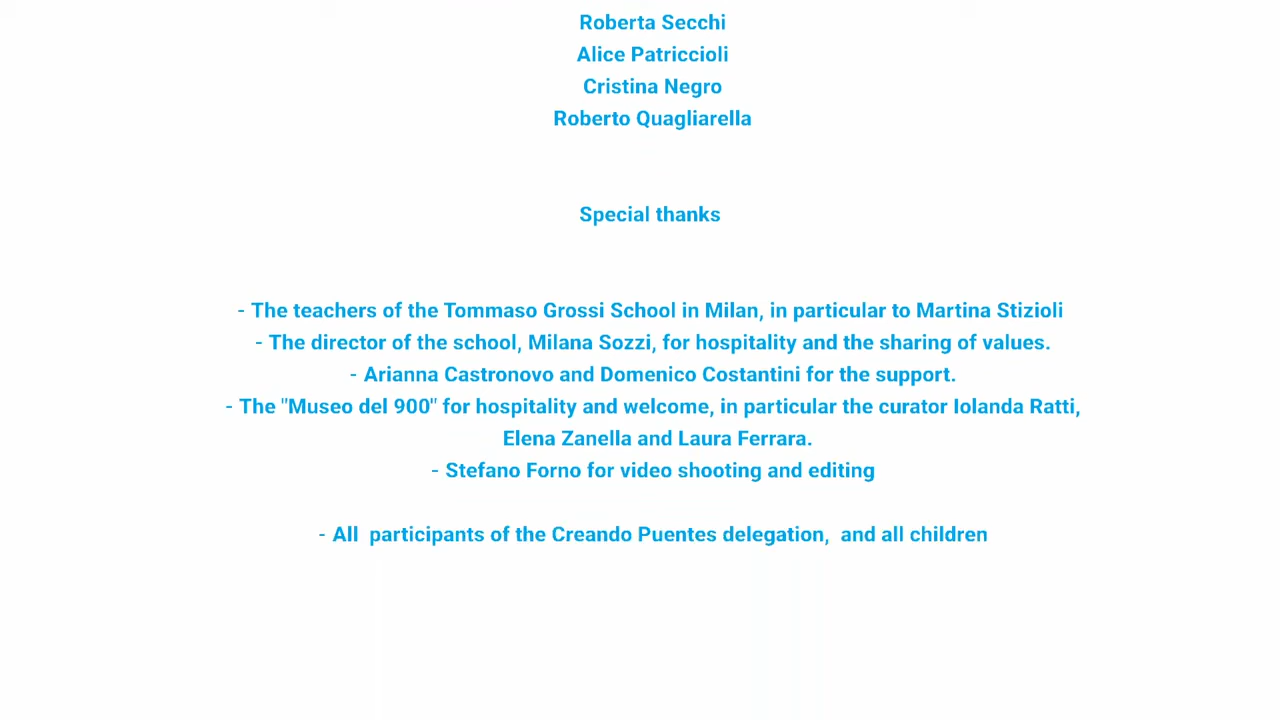 Roberta Secchi
Alice Patriccioli
Cristina Negro
Roberto Quagliarella
Special thanks
- The teachers of the Tommaso Grossi School in Milan, in particular to Martina Stizioli
- The director of the school, Milana Sozzi, for hospitality and the sharing of values.
- Arianna Castronovo and Domenico Costantini for the support.
- The "Museo del 900" for hospitality and welcome, in particular the curator Iolanda Ratti,
Elena Zanella and Laura Ferrara.
- Stefano Forno for video shooting and editing
- All  participants of the Creando Puentes delegation,  and all children